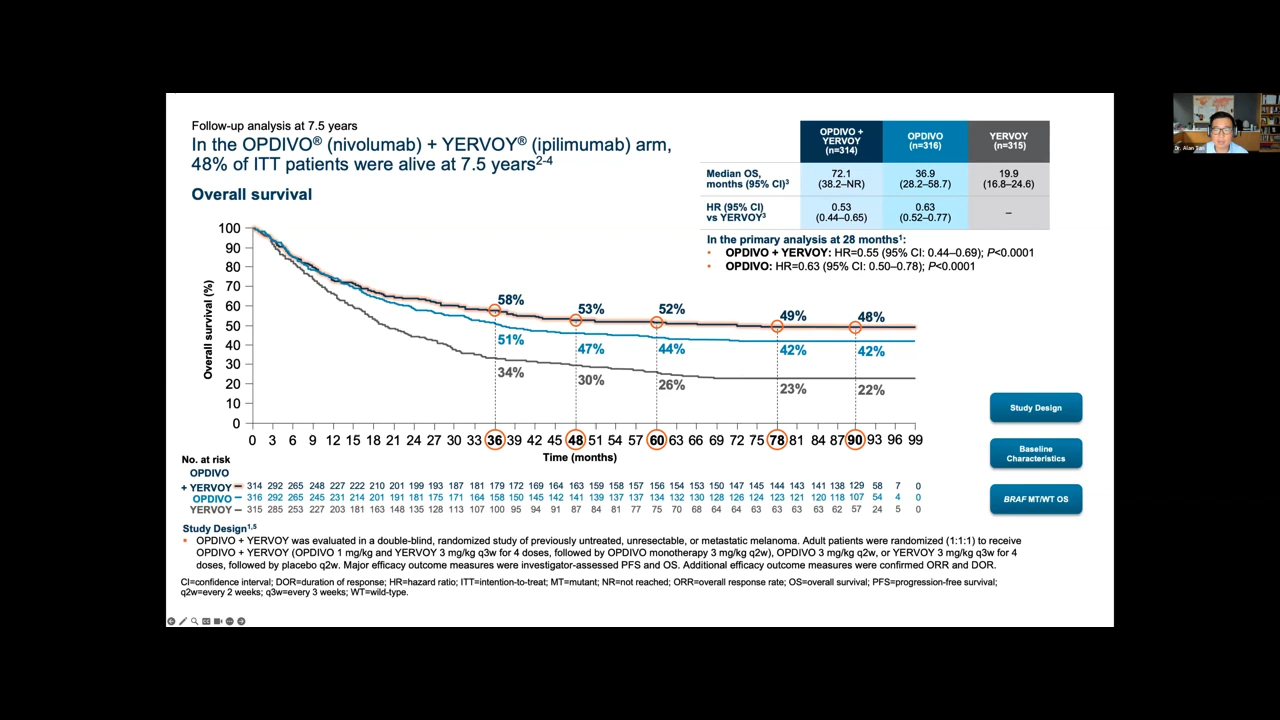 Follow-up analysis at 7.5 years
In the OPDIVO® (nivolumab) + YERVOY® (ipilimumab) arm,
48% of ITT patients were alive at 7.5 years2-4
Overall survival
OPDIVO + YERVOY (n=314)
OPDIVO (n=316)
YERVOY (n=315)
Median OS, months (95% CI)3
72.1 (38.2–NR)
36.9 (28.2–58.7)
19.9 (16.8–24.6)
HR (95% CI) vs YERVOY3
0.53 (0.44–0.65)
0.63 (0.52–0.77)
–
In the primary analysis at 28 months1:
• OPDIVO + YERVOY: HR=0.55 (95% CI: 0.44–0.69); P<0.0001
• OPDIVO: HR=0.63 (95% CI: 0.50–0.78); P<0.0001
Overall survival (%)
100
90
80
70
60
50
40
30
20
10
0
58% 53% 52% 49% 48%
51% 47% 44% 42% 42%
34% 30% 26% 23% 22%
0 3 6 9 12 15 18 21 24 27 30 33 36 39 42 45 48 51 54 57 60 63 66 69 72 75 78 81 84 87 90 93 96 99
Time (months)
No. at risk
OPDIVO
+ YERVOY 314 292 265 248 227 222 210 201 199 193 187 181 179 172 169 164 163 159 158 157 156 154 153 150 147 145 144 143 141 138 129 58 7 0
OPDIVO 316 292 265 245 231 214 201 191 181 175 171 164 158 150 145 142 141 139 137 137 134 132 130 128 126 124 123 121 120 118 107 54 4 0
YERVOY 315 285 253 227 203 181 163 148 135 128 113 107 100 95 94 91 87 84 81 77 75 70 68 64 64 63 63 63 62 62 57 24 5 0
Study Design
Baseline
Characteristics
BRAF MT/WT OS
Study Design1,5
OPDIVO + YERVOY was evaluated in a double-blind, randomized study of previously untreated, unresectable, or metastatic melanoma. Adult patients were randomized (1:1:1) to receive
OPDIVO + YERVOY (OPDIVO 1 mg/kg and YERVOY 3 mg/kg q3w for 4 doses, followed by OPDIVO monotherapy 3 mg/kg q2w), OPDIVO 3 mg/kg q2w, or YERVOY 3 mg/kg q3w for 4
doses, followed by placebo q2w. Major efficacy outcome measures were investigator-assessed PFS and OS. Additional efficacy outcome measures were confirmed ORR and DOR.
CI=confidence interval; DOR=duration of response; HR=hazard ratio; ITT=intention-to-treat; MT=mutant; NR=not reached; ORR=overall response rate; OS=overall survival; PFS=progression-free survival;
q2w=every 2 weeks; q3w=every 3 weeks; WT=wild-type.
Dr. Alan